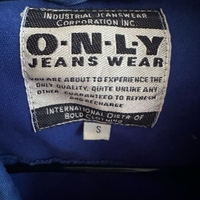 INDUSTRIAL JEANSWEAR
CORPORATION INC.
O·N·L·Y
JEANS WEAR
YOU ARE ABOUT TO EXPERIENCE THE
ONLY QUALITY, QUITE UNLIKE ANY
OTHER. GUARANTEED TO REFRESH
AND RECHARGE
INTERNATIONAL DISTR OF
BOLD CLOTHING
S